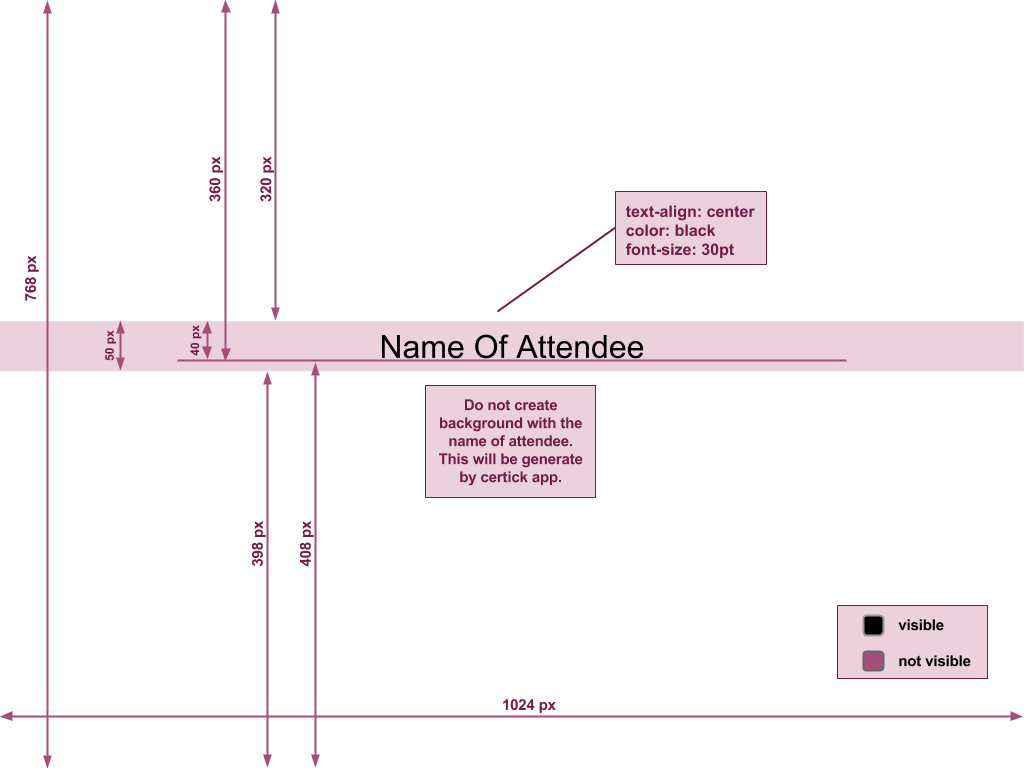 360 px
320 px
text-align: center
color: black
font-size: 30pt
768 px
50 px
40 px
Name Of Attendee
Do not create
background with the
name of attendee.
This will be generate
by certick app.
398 px
408 px
visible
not visible
1024 px